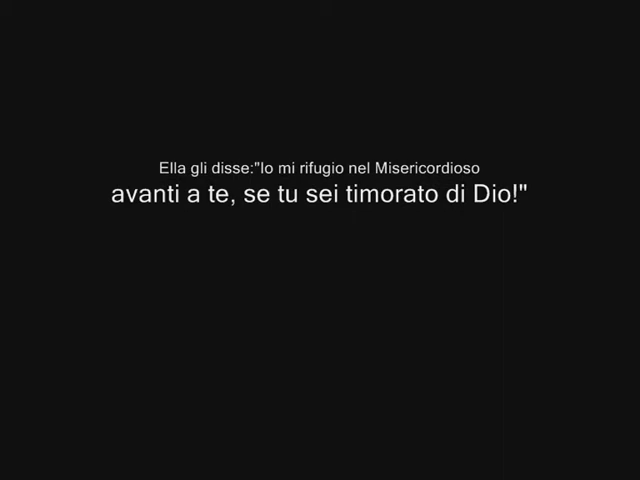 Ella gli disse:"Io mi rifugio nel Misericordioso
avanti a te, se tu sei timorato di Dio!"